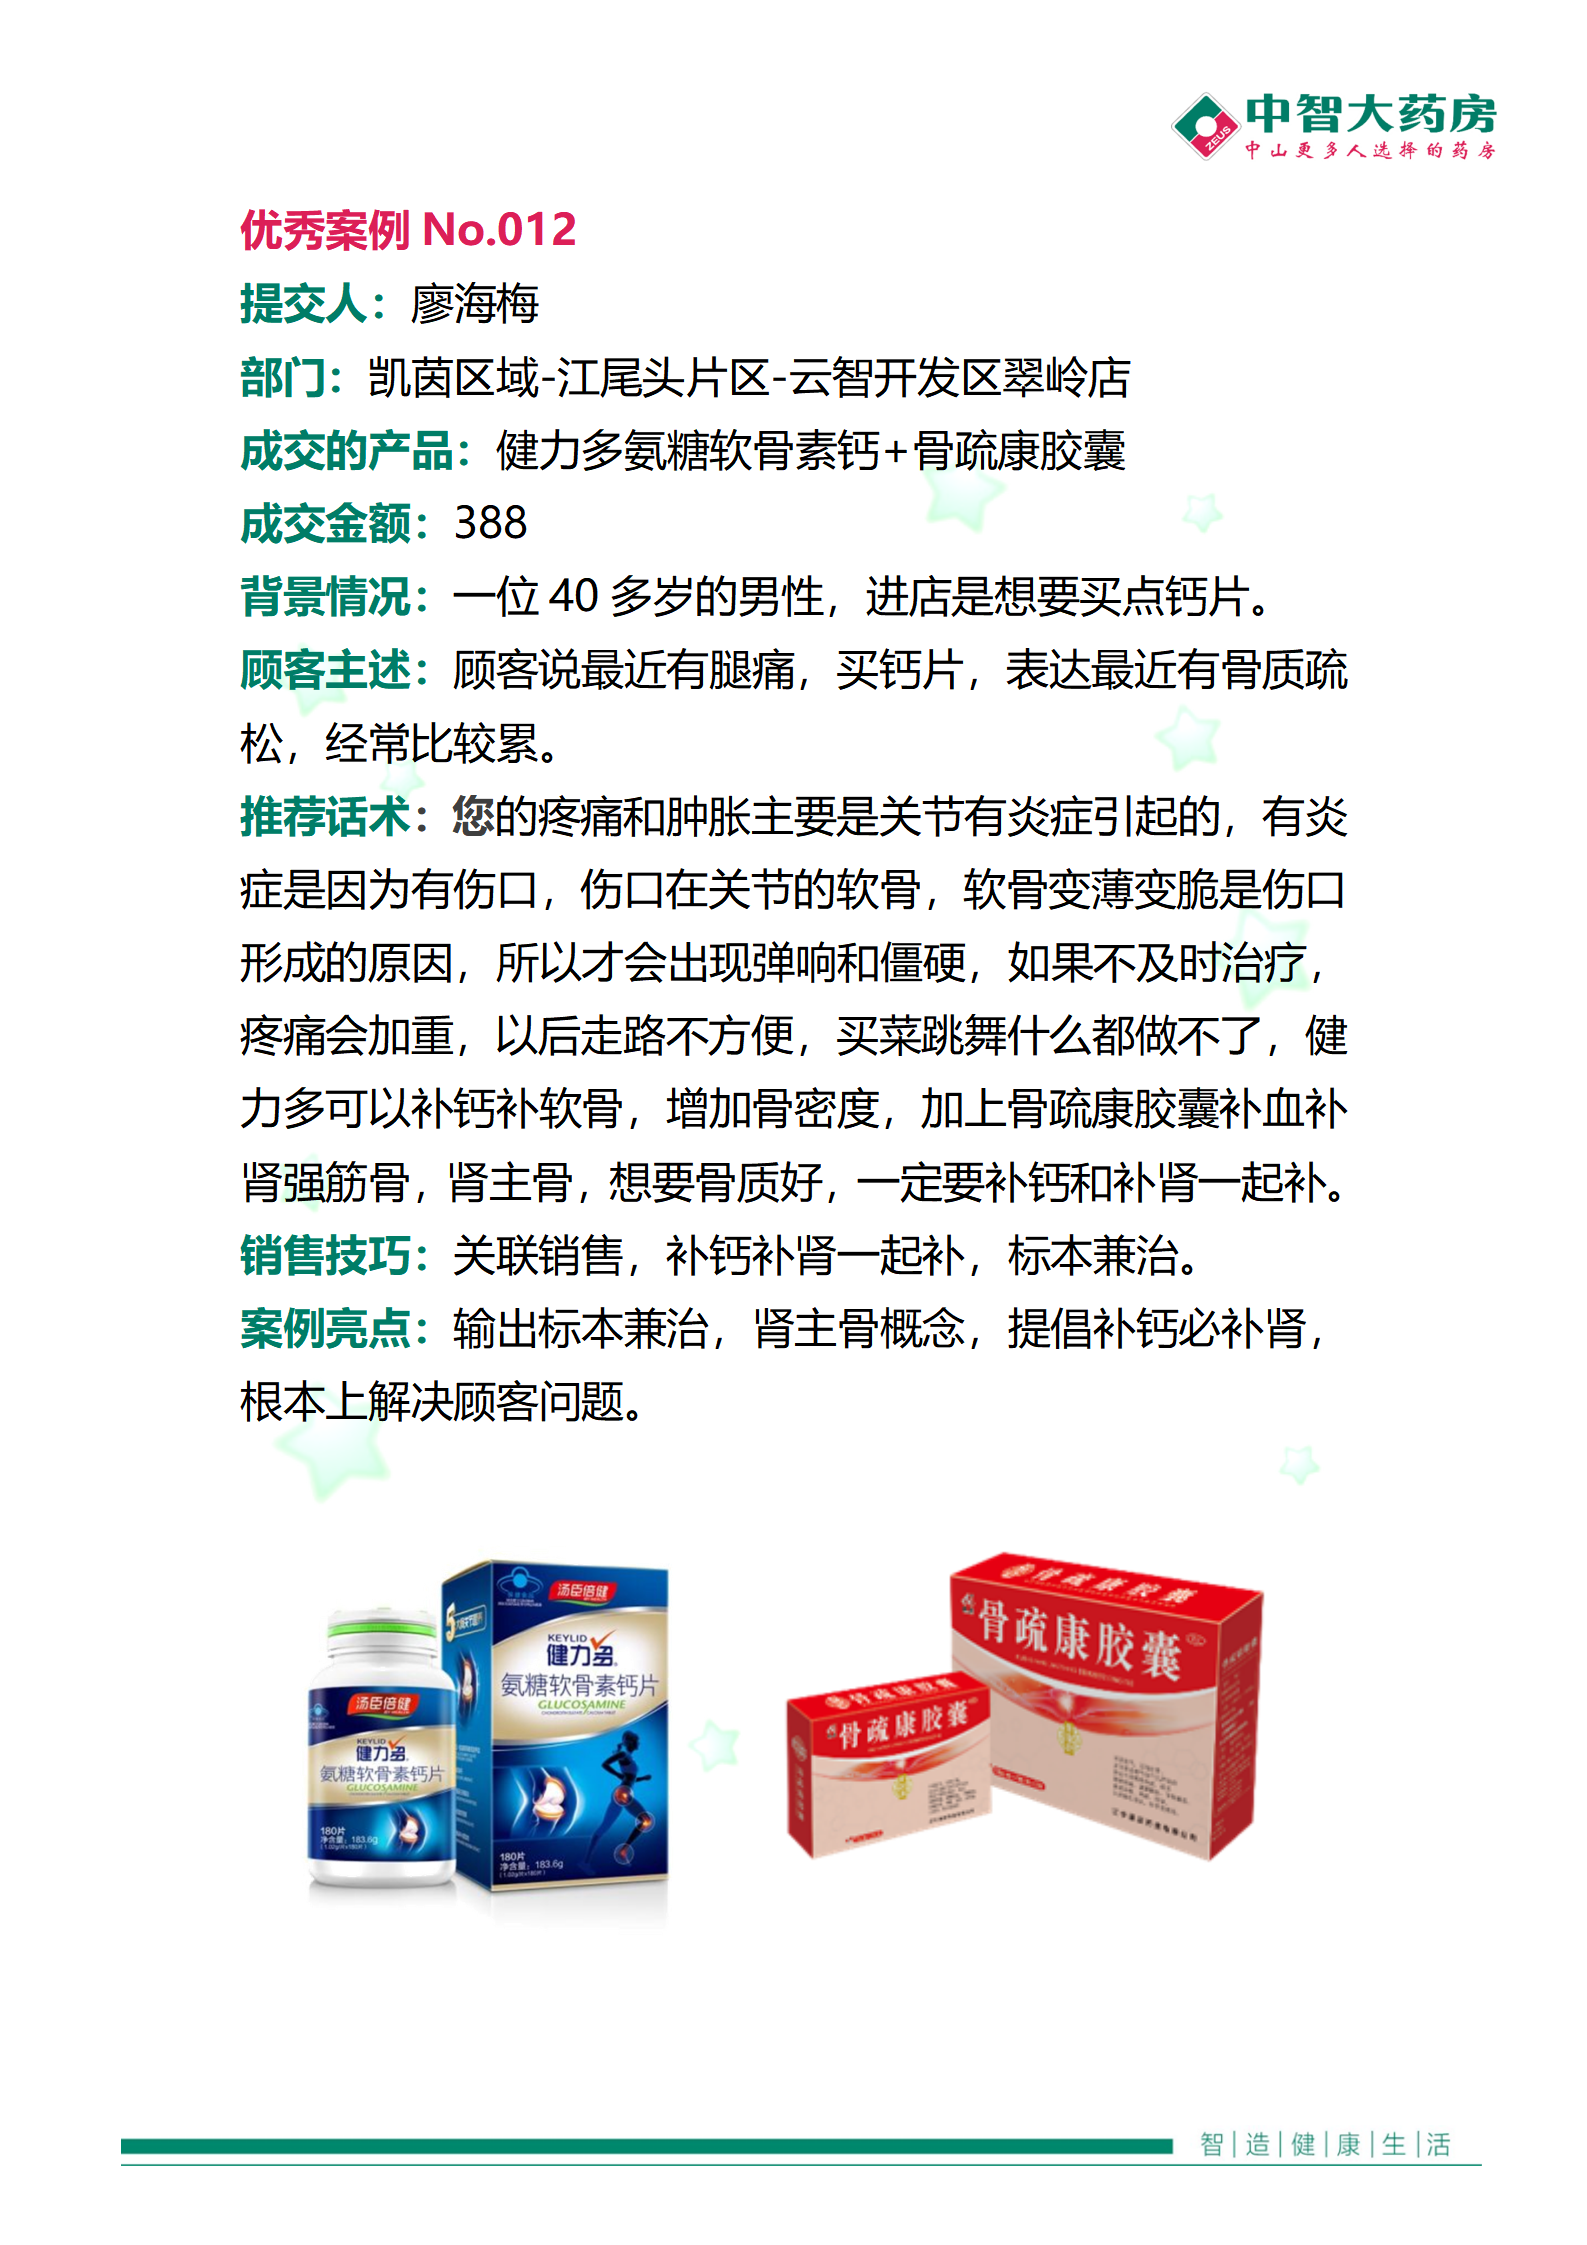 中智大药房
ZEUS
中山更多人选择的药房
优秀案例 No.012
提交人：廖海梅
部门：凯茵区域-江尾头片区-云智开发区翠岭店
成交的产品：健力多氨糖软骨素钙+骨疏康胶囊
成交金额：388
背景情况：一位 40 多岁的男性，进店是想要买点钙片。
顾客主述：顾客说最近有腿痛，买钙片，表达最近有骨质疏
松，经常比较累。
推荐话术：您的疼痛和肿胀主要是关节有炎症引起的，有炎
症是因为有伤口，伤口在关节的软骨，软骨变薄变脆是伤口
形成的原因，所以才会出现弹响和僵硬，如果不及时治疗，
疼痛会加重，以后走路不方便，买菜跳舞什么都做不了，健
力多可以补钙补软骨，增加骨密度，加上骨疏康胶囊补血补
肾强筋骨，肾主骨，想要骨质好，一定要补钙和补肾一起补。
销售技巧：关联销售，补钙补肾一起补，标本兼治。
案例亮点：输出标本兼治，肾主骨概念，提倡补钙必补肾，
根本上解决顾客问题。
汤臣倍健
KEYLID
健力多
氨糖软骨素钙片
GLUCOSAMINE
180片
净含量：183.6g
汤臣倍健
KEYLID
健力多
氨糖软骨素钙片
GLUCOSAMINE
180片
净含量：183.6g
骨疏康胶囊
骨疏康胶囊
骨疏康胶囊
骨疏康胶囊
智|造|健|康|生|活